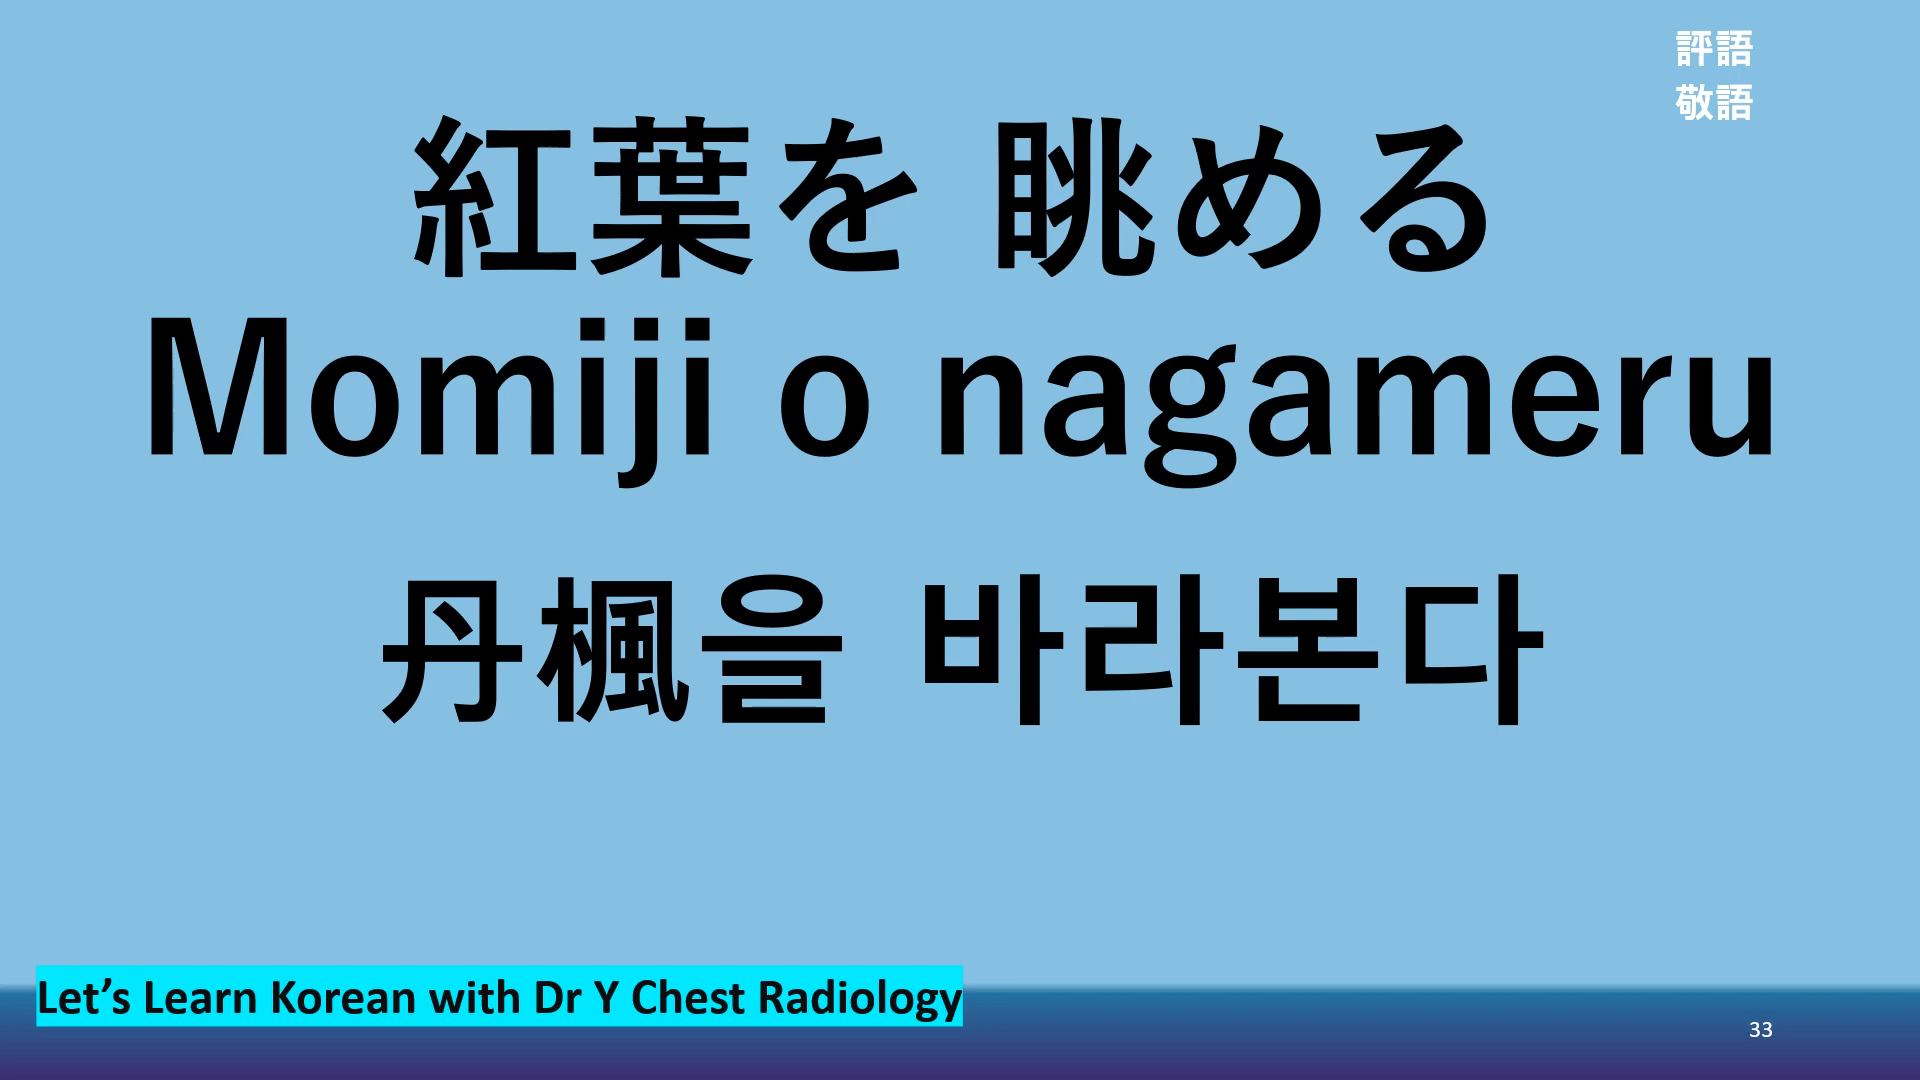 評語
敬語
紅葉を 眺める
Momiji o nagameru
丹楓을 바라본다
Let’s Learn Korean with Dr Y Chest Radiology
33